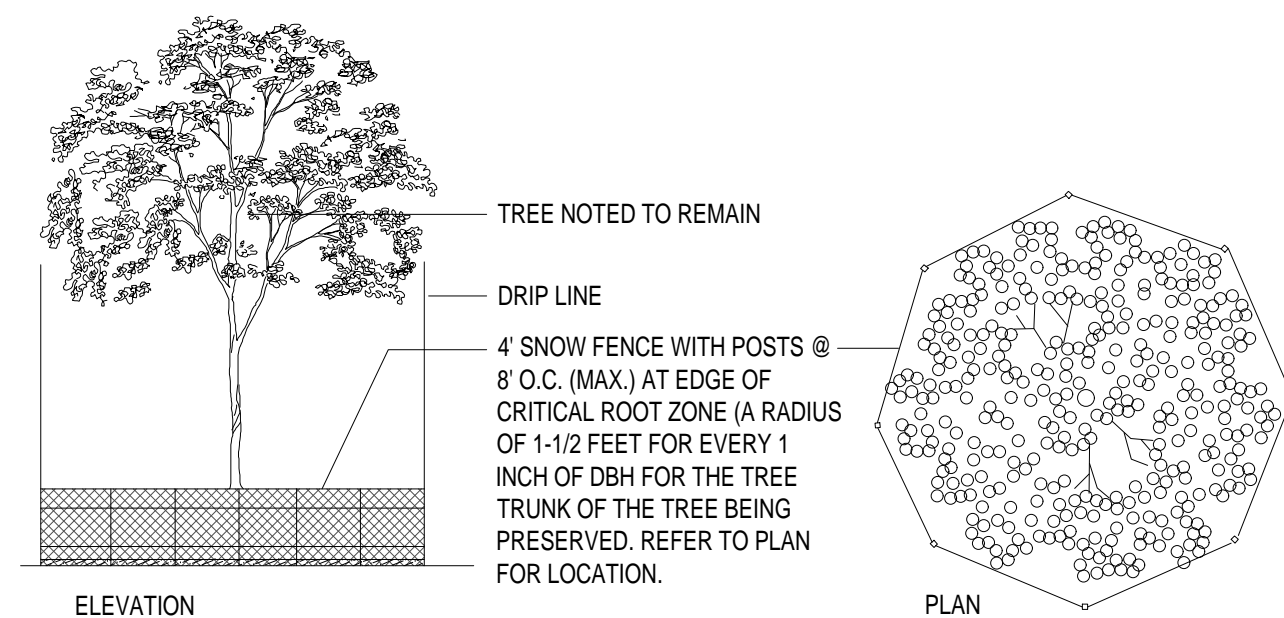 TREE NOTED TO REMAIN
DRIP LINE
4' SNOW FENCE WITH POSTS @
8' O.C. (MAX.) AT EDGE OF
CRITICAL ROOT ZONE (A RADIUS
OF 1-1/2 FEET FOR EVERY 1
INCH OF DBH FOR THE TREE
TRUNK OF THE TREE BEING
PRESERVED. REFER TO PLAN
FOR LOCATION.
ELEVATION
PLAN